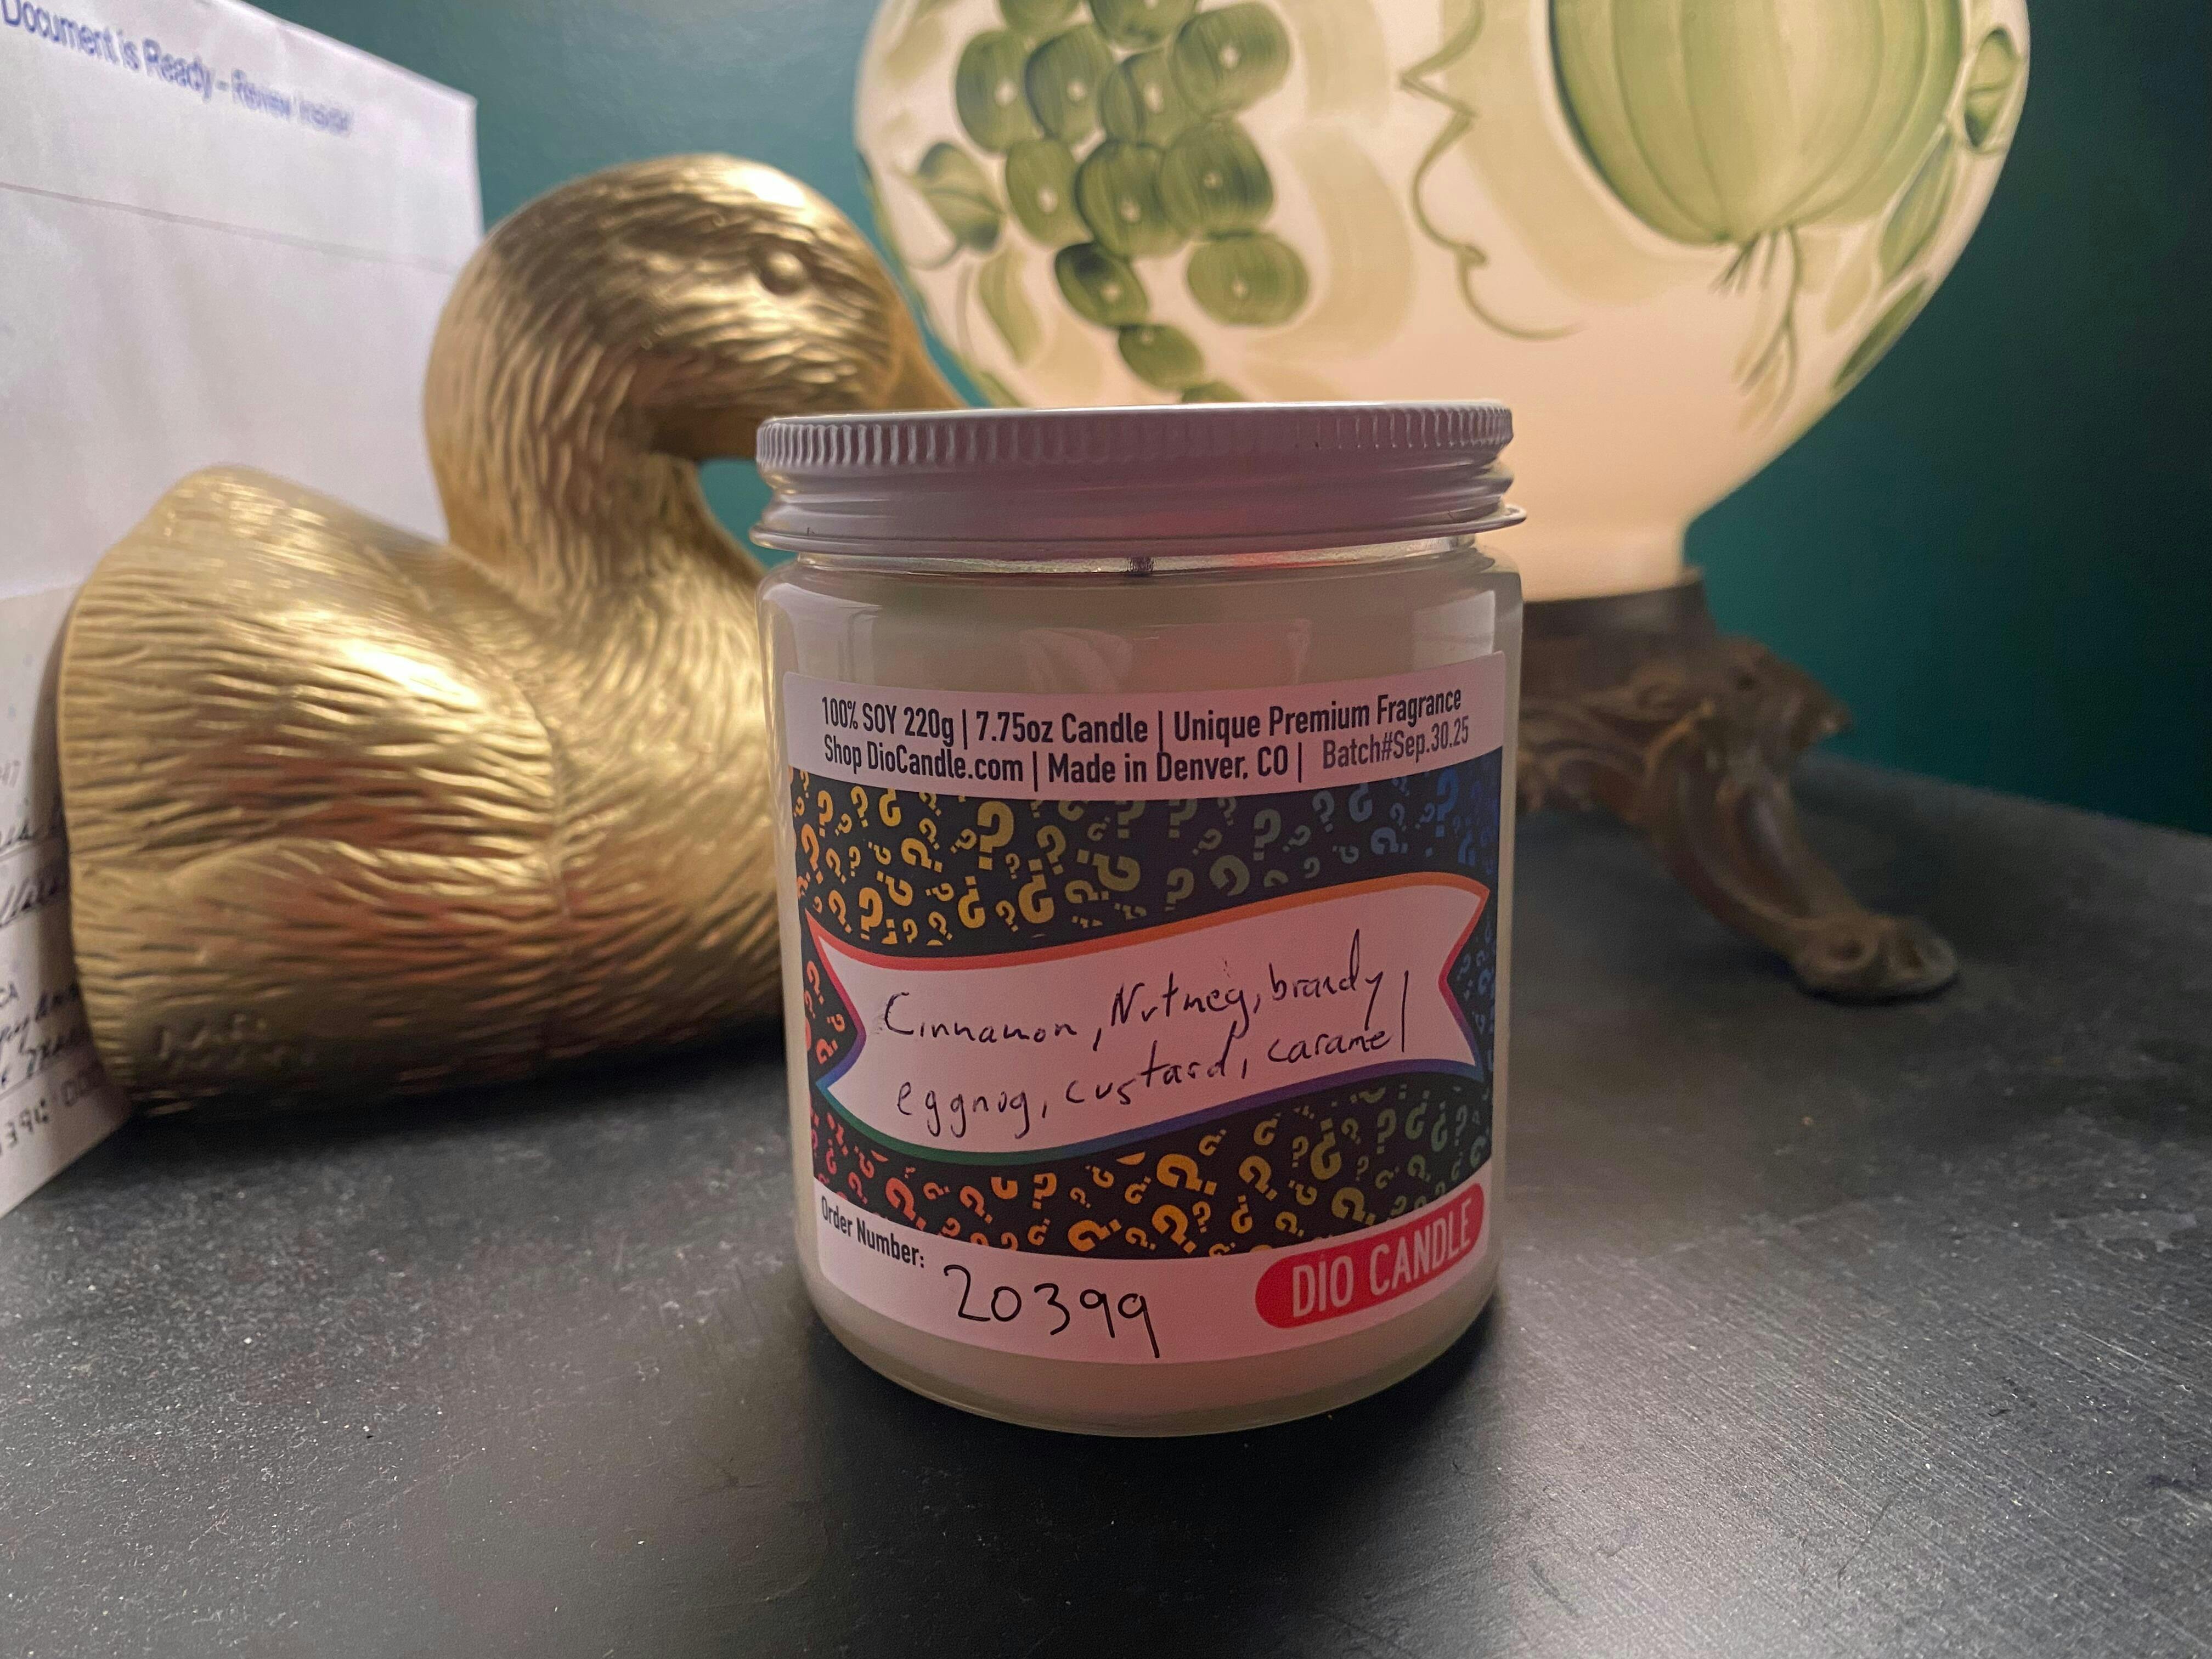 Document is Ready - Review Inside
100% SOY 220g | 7.75oz Candle | Unique Premium Fragrance
Shop DioCandle.com | Made in Denver, CO | Batch#Sep.30.25
Cinnamon, Nutmeg, brandy
eggnog, custard, caramel
Order Number:
20399
DIO CANDLE